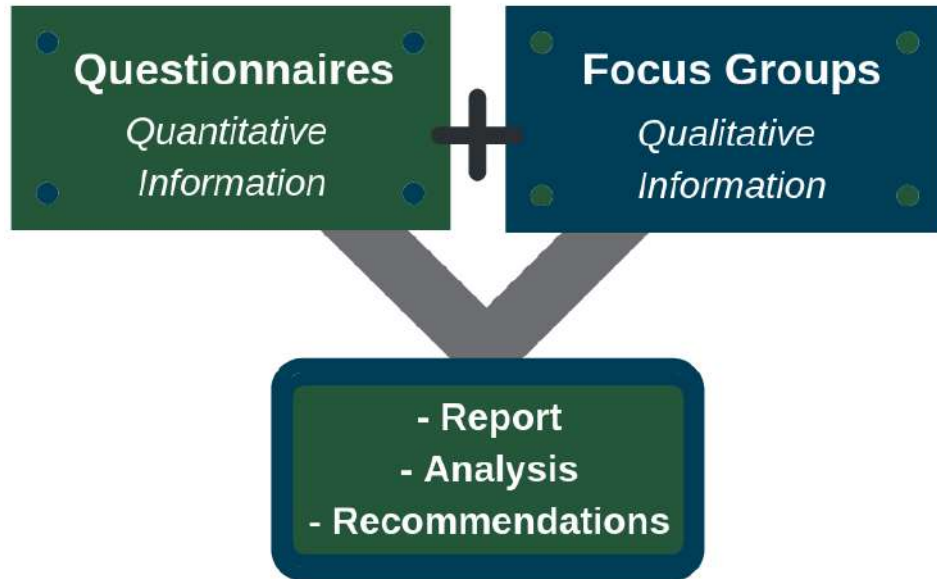 Questionnaires
Quantitative
Information
+
Focus Groups
Qualitative
Information
- Report
- Analysis
- Recommendations